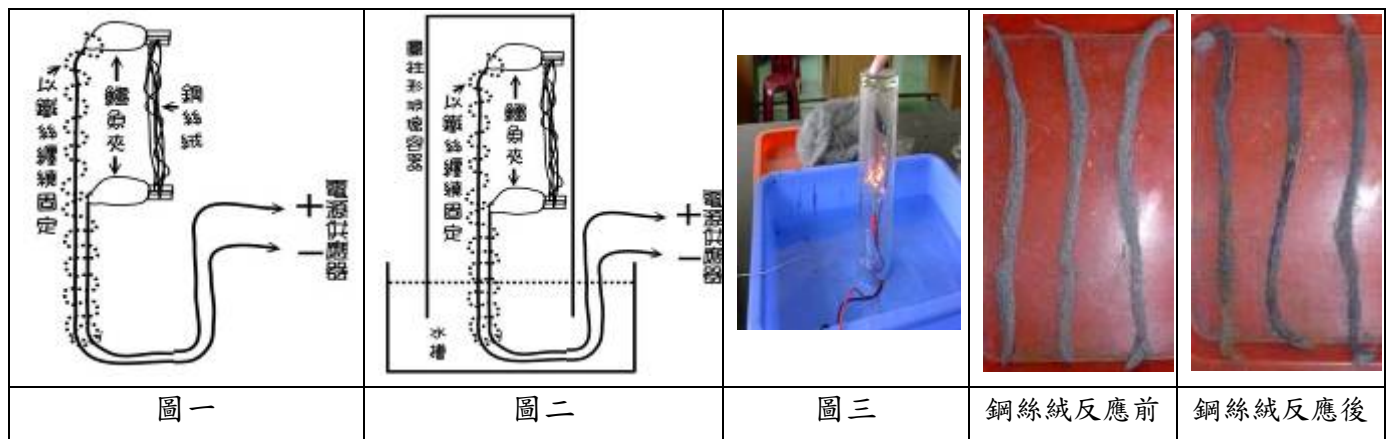 以鐵絲纏繞固定
鱷魚夾
鋼絲絨
+
−
電源供應器
圓柱形玻璃容器
以鐵絲纏繞固定
鱷魚夾
鋼絲絨
+
−
電源供應器
水槽
圖一
圖二
圖三
鋼絲絨反應前
鋼絲絨反應後